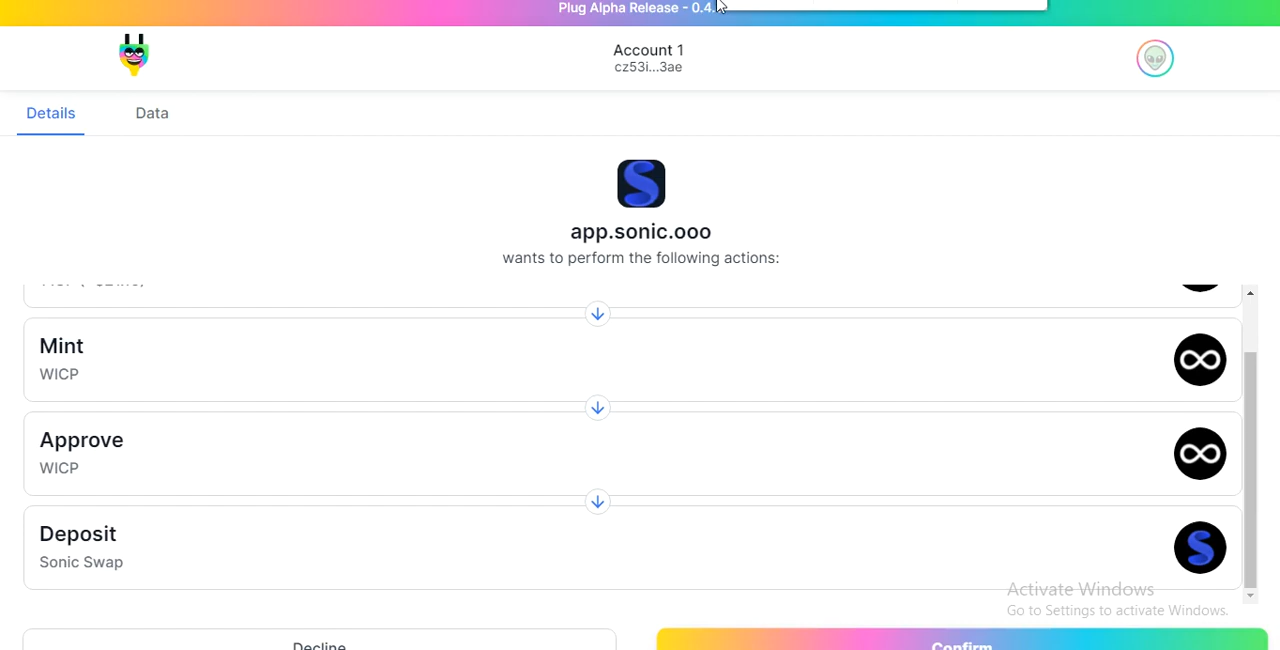 Plug Alpha Release - 0.4.
Account 1
cz53i...3ae
Details
Data
app.sonic.ooo
wants to perform the following actions:
Mint
WICP
Approve
WICP
Deposit
Sonic Swap
Activate Windows
Go to Settings to activate Windows.
Decline
Confirm